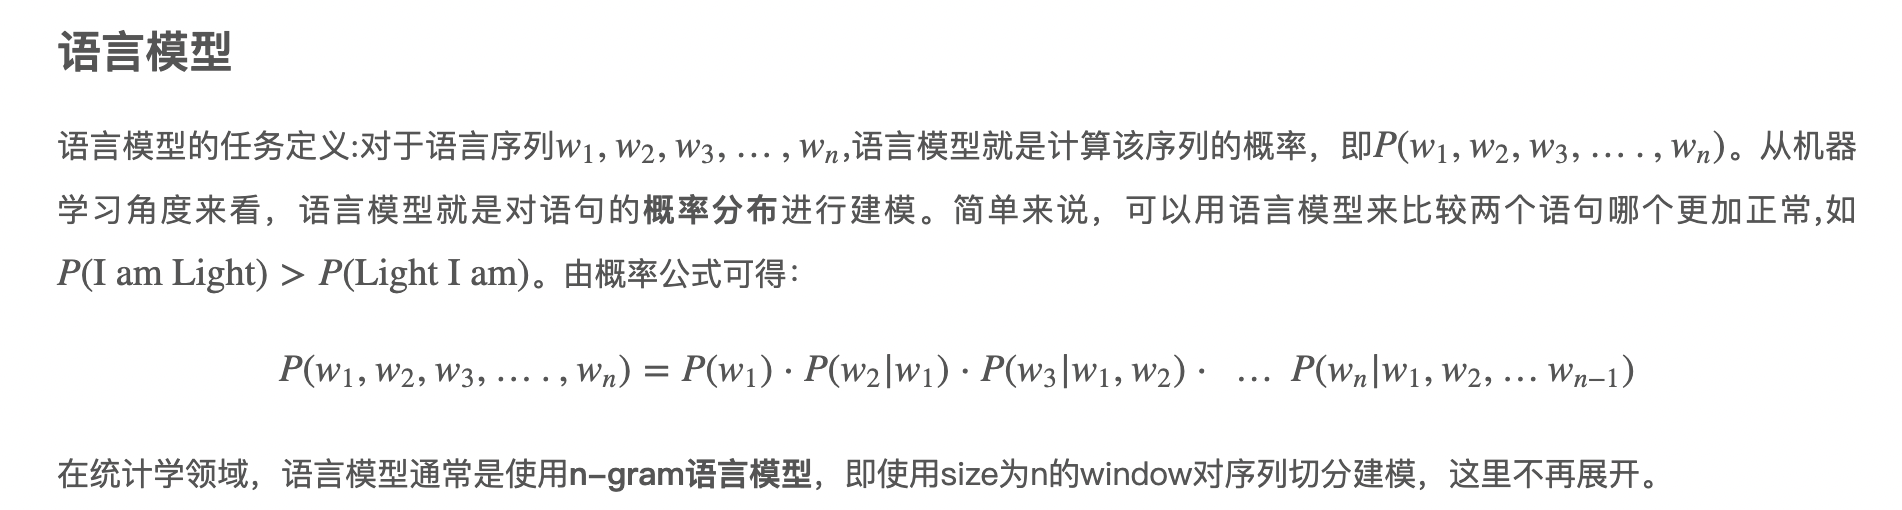 语言模型
语言模型的任务定义:对于语言序列w₁, w₂, w₃, … , wₙ,语言模型就是计算该序列的概率，即P(w₁, w₂, w₃, … . , wₙ)。从机器
学习角度来看，语言模型就是对语句的概率分布进行建模。简单来说，可以用语言模型来比较两个语句哪个更加正常,如
P(I am Light) > P(Light I am)。由概率公式可得：
P(w₁, w₂, w₃, … . , wₙ) = P(w₁) · P(w₂|w₁) · P(w₃|w₁, w₂) · … P(wₙ|w₁, w₂, … wₙ₋₁)
在统计学领域，语言模型通常是使用n-gram语言模型，即使用size为n的window对序列切分建模，这里不再展开。